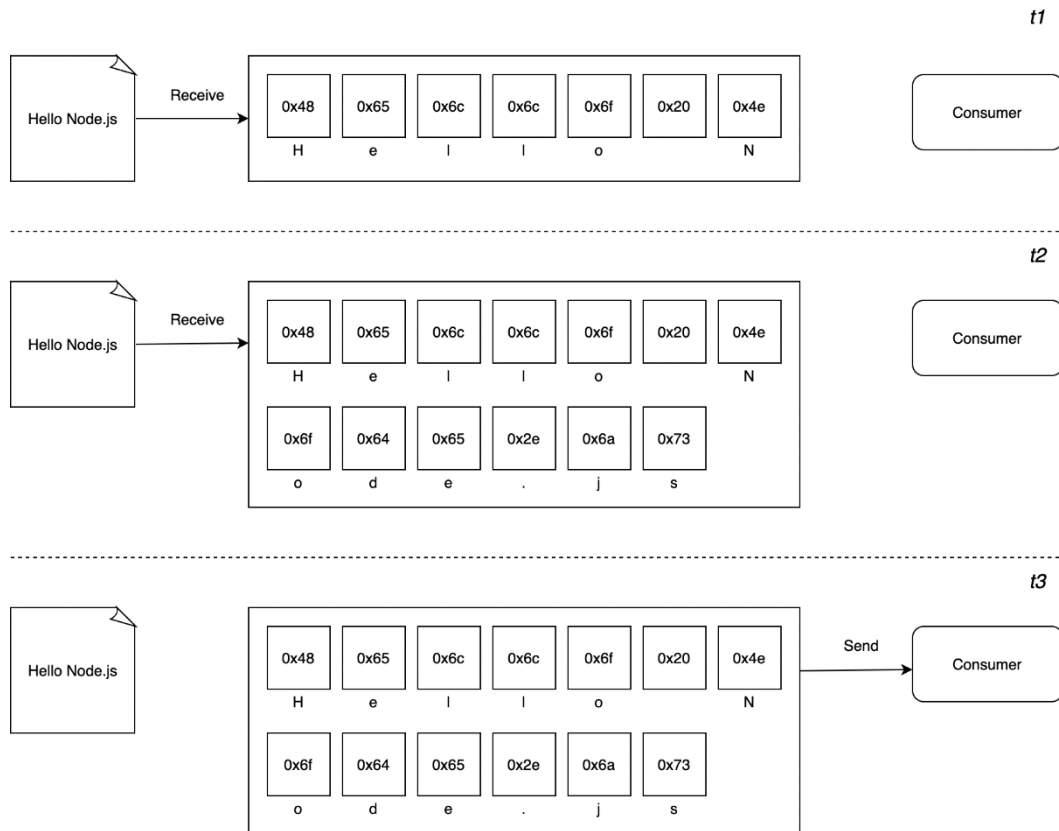 t1
Receive
Hello Node.js
0x48 0x65 0x6c 0x6c 0x6f 0x20 0x4e
Consumer
H e l l o N
t2
Receive
Hello Node.js
0x48 0x65 0x6c 0x6c 0x6f 0x20 0x4e
Consumer
H e l l o N
0x6f 0x64 0x65 0x2e 0x6a 0x73
o d e . j s
t3
Hello Node.js
0x48 0x65 0x6c 0x6c 0x6f 0x20 0x4e
Send
Consumer
H e l l o N
0x6f 0x64 0x65 0x2e 0x6a 0x73
o d e . j s